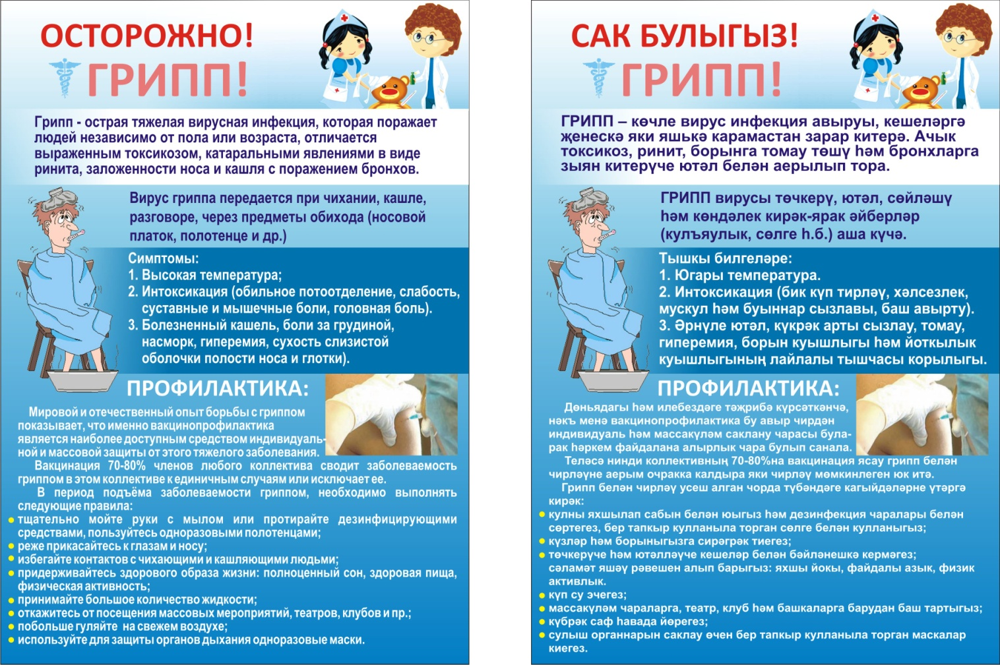 ОСТОРОЖНО!
ГРИПП!
Грипп - острая тяжелая вирусная инфекция, которая поражает
людей независимо от пола или возраста, отличается
выраженным токсикозом, катаральными явлениями в виде
ринита, заложенности носа и кашля с поражением бронхов.
Вирус гриппа передается при чихании, кашле,
разговоре, через предметы обихода (носовой
платок, полотенце и др.)
Симптомы:
1. Высокая температура;
2. Интоксикация (обильное потоотделение, слабость,
суставные и мышечные боли, головная боль).
3. Болезненный кашель, боли за грудиной,
насморк, гиперемия, сухость слизистой
оболочки полости носа и глотки).
ПРОФИЛАКТИКА:
Мировой и отечественный опыт борьбы с гриппом
показывает, что именно вакцинопрофилактика
является наиболее доступным средством индивидуаль-
ной и массовой защиты от этого тяжелого заболевания.
Вакцинация 70-80% членов любого коллектива сводит заболеваемость
гриппом в этом коллективе к единичным случаям или исключает ее.
В период подъёма заболеваемости гриппом, необходимо выполнять
следующие правила:
тщательно мойте руки с мылом или протирайте дезинфицирующими
средствами, пользуйтесь одноразовыми полотенцами;
реже прикасайтесь к глазам и носу;
избегайте контактов с чихающими и кашляющими людьми;
придерживайтесь здорового образа жизни: полноценный сон, здоровая пища,
физическая активность;
принимайте большое количество жидкости;
откажитесь от посещения массовых мероприятий, театров, клубов и пр.;
побольше гуляйте на свежем воздухе;
используйте для защиты органов дыхания одноразовые маски.
САК БУЛЫГЫЗ!
ГРИПП!
ГРИПП – көчле вирус инфекция авыруы, кешеләргә
җенескә яки яшькә карамастан зарар китерә. Ачык
токсикоз, ринит, борынга томау төшү һәм бронхларга
зыян китерүче ютәл белән аерылып тора.
ГРИПП вирусы төчкерү, ютәл, сөйләшү
һәм көндәлек кирәк-ярак әйберләр
(кулъяулык, сөлге һ.б.) аша күчә.
Тышкы билгеләре:
1. Югары температура.
2. Интоксикация (бик күп тирләү, хәлсезлек,
мускул һәм буыннар сызлавы, баш авырту).
3. Әрнүле ютәл, күкрәк арты сызлау, томау,
гиперемия, борын куышлыгы һәм йоткылык
куышлыгының лайлалы тышчасы корылыгы.
ПРОФИЛАКТИКА:
Дөньядагы һәм илебездәге тәҗрибә күрсәткәнчә,
нәкъ менә вакцинопрофилактика бу авыр чирдән
индивидуаль һәм массакүләм саклану чарасы була-
рак һәркем файдалана алырлык чара булып санала.
Теләсә нинди коллективның 70-80%на вакцинация ясау грипп белән
чирләүне аерым очракка калдыра яки чирләү мөмкинлеген юк итә.
Грипп белән чирләү усеш алган чорда түбәндәге кагыйдәләрне үтәргә
кирәк:
кулны яхшылап сабын белән юыгыз һәм дезинфекция чаралары белән
сөртегез, бер тапкыр кулланыла торган сөлге белән кулланыгыз;
күзләр һәм борыныгызга сирәгрәк тиегез;
төчкерүче һәм ютәлләүче кешеләр белән бәйләнешкә кермәгез;
сәламәт яшәү рәвешен алып барыгыз: яхшы йокы, файдалы азык, физик
активлык.
күп су эчегез;
массакүләм чараларга, театр, клуб һәм башкаларга барудан баш тартыгыз;
күбрәк саф һавада йөрегез;
сулыш органнарын саклау өчен бер тапкыр кулланыла торган маскалар
киегез.